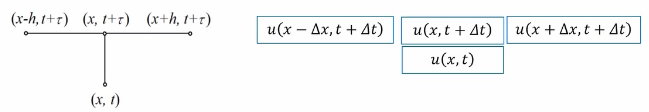 (x-h, t+τ) (x, t+τ) (x+h, t+τ)
(x, t)
u(x − Δx, t + Δt) u(x, t + Δt) u(x + Δx, t + Δt)
u(x, t)